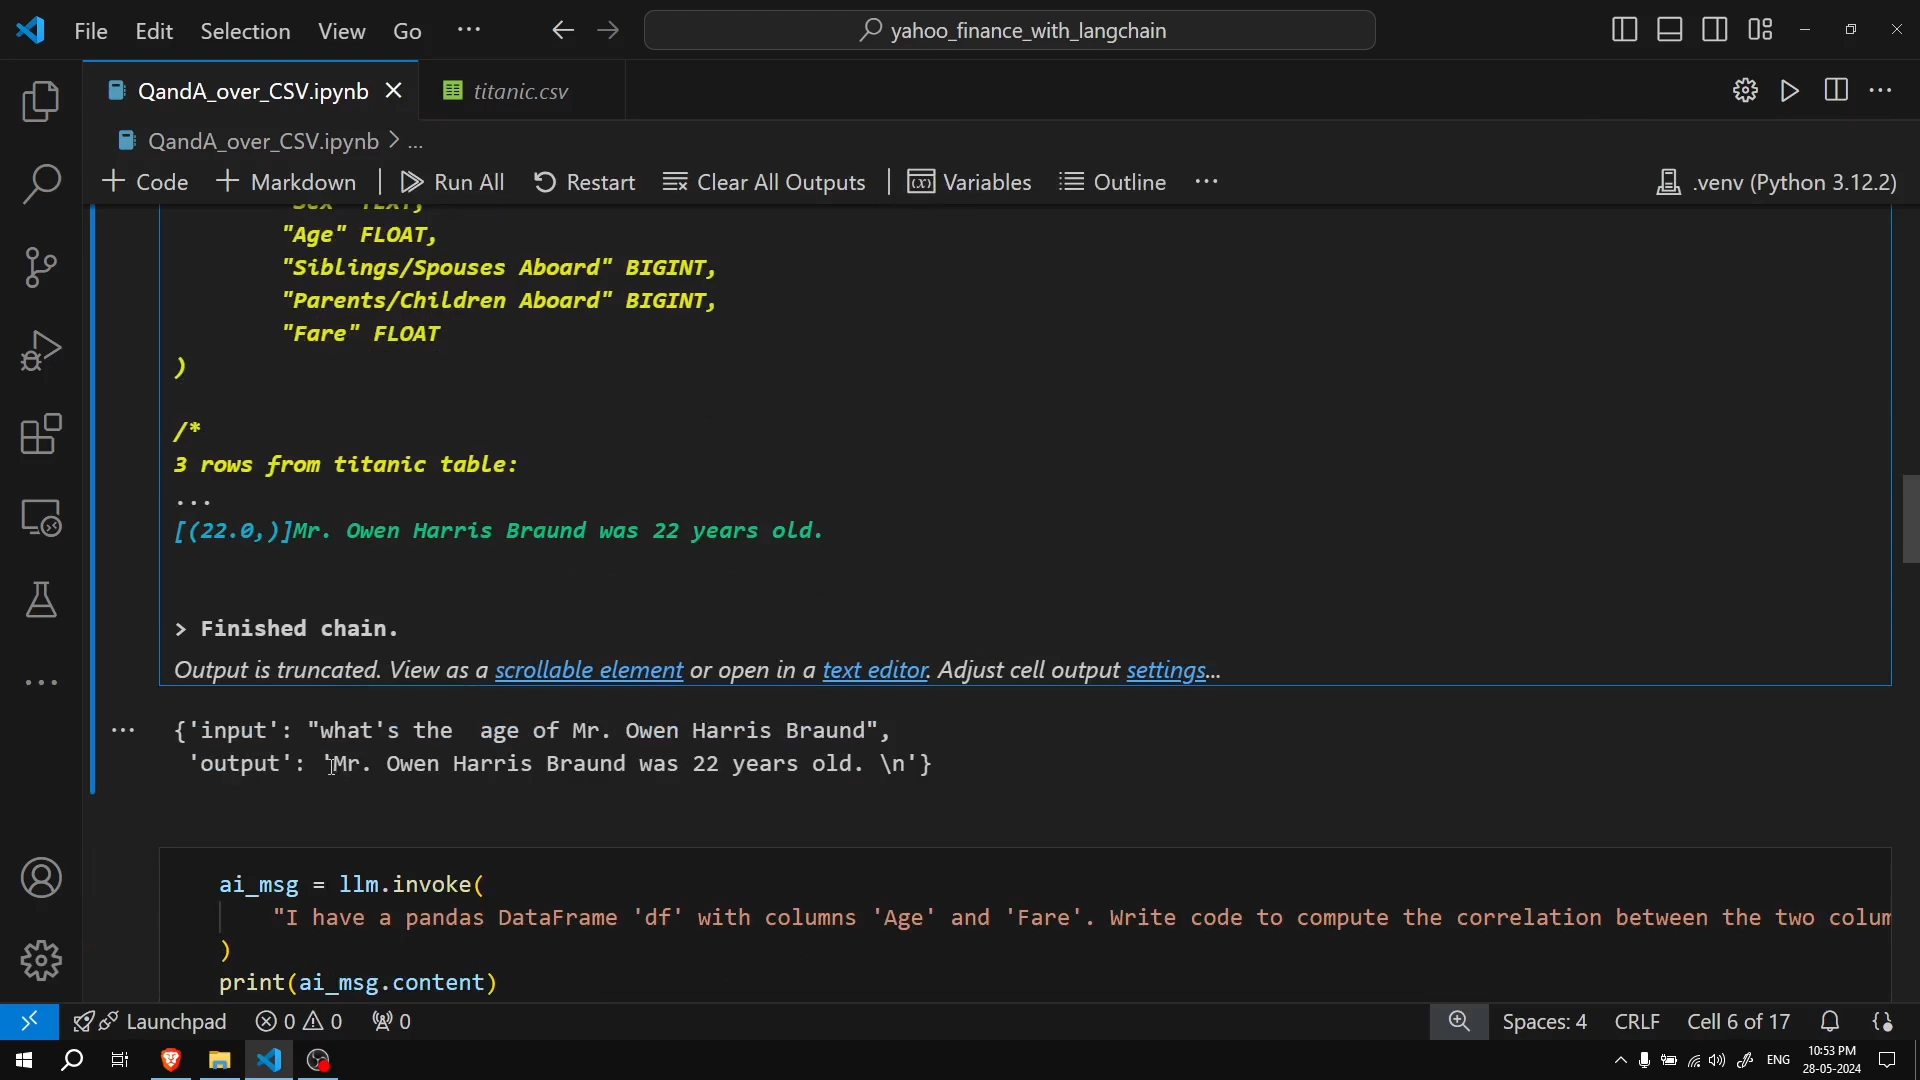 File Edit Selection View Go ... yahoo_finance_with_langchain
QandA_over_CSV.ipynb titanic.csv
QandA_over_CSV.ipynb > ...
+ Code + Markdown | Run All Restart Clear All Outputs | Variables Outline ... .venv (Python 3.12.2)
"Sex" TEXT,
"Age" FLOAT,
"Siblings/Spouses Aboard" BIGINT,
"Parents/Children Aboard" BIGINT,
"Fare" FLOAT
)
/*
3 rows from titanic table:
...
[(22.0,)]Mr. Owen Harris Braund was 22 years old.
> Finished chain.
Output is truncated. View as a scrollable element or open in a text editor. Adjust cell output settings...
... {'input': "what's the  age of Mr. Owen Harris Braund",
'output': 'Mr. Owen Harris Braund was 22 years old. \n'}
ai_msg = llm.invoke(
"I have a pandas DataFrame 'df' with columns 'Age' and 'Fare'. Write code to compute the correlation between the two colum
)
print(ai_msg.content)
Launchpad 0 0 0 Spaces: 4 CRLF Cell 6 of 17
ENG 10:53 PM
28-05-2024